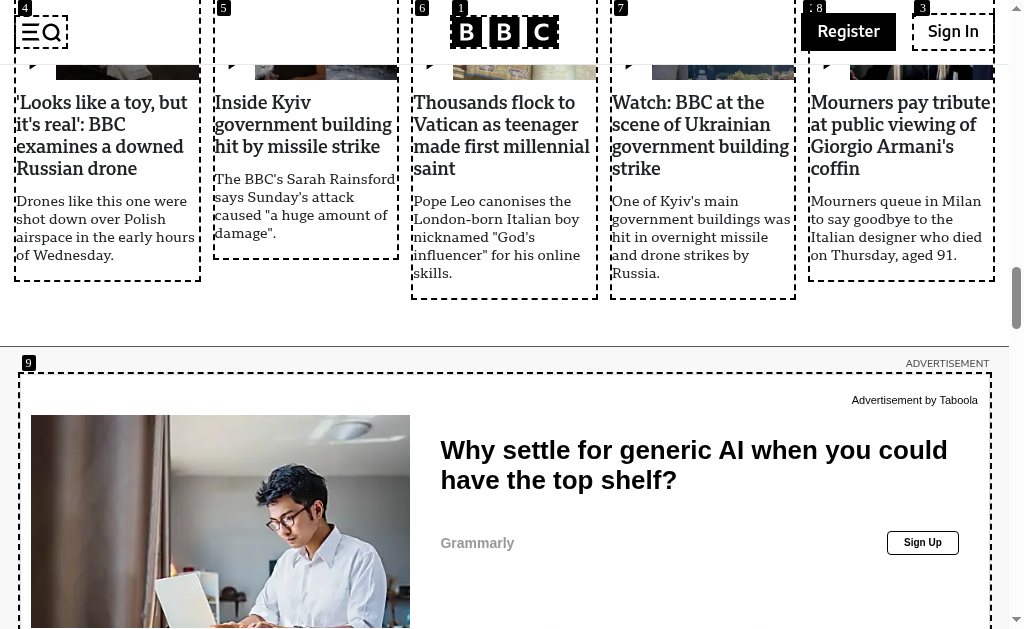 4
5
6
1
7
8
3
BBC
Register
Sign In
'Looks like a toy, but
it's real': BBC
examines a downed
Russian drone
Drones like this one were
shot down over Polish
airspace in the early hours
of Wednesday.
Inside Kyiv
government building
hit by missile strike
The BBC's Sarah Rainsford
says Sunday's attack
caused "a huge amount of
damage".
Thousands flock to
Vatican as teenager
made first millennial
saint
Pope Leo canonises the
London-born Italian boy
nicknamed "God's
influencer" for his online
skills.
Watch: BBC at the
scene of Ukrainian
government building
strike
One of Kyiv's main
government buildings was
hit in overnight missile
and drone strikes by
Russia.
Mourners pay tribute
at public viewing of
Giorgio Armani's
coffin
Mourners queue in Milan
to say goodbye to the
Italian designer who died
on Thursday, aged 91.
9
ADVERTISEMENT
Advertisement by Taboola
Why settle for generic AI when you could
have the top shelf?
Grammarly
Sign Up